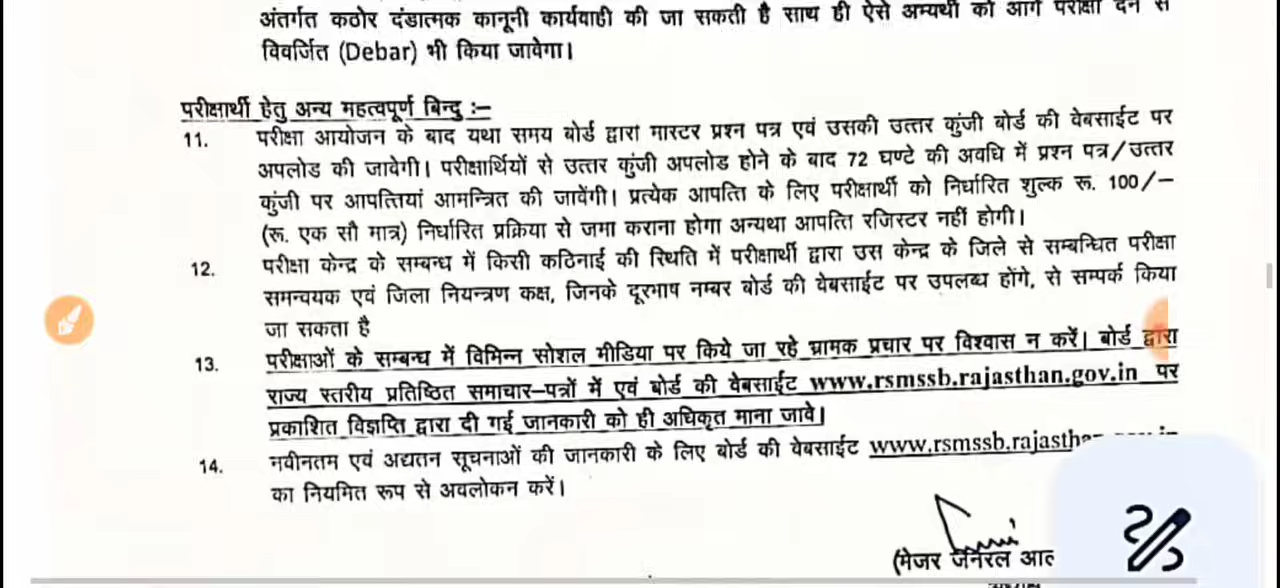 अंतर्गत कठोर दंडात्मक कानूनी कार्यवाही की जा सकती है साथ ही ऐसे अभ्यर्थी को आगे परीक्षा देने से
विवर्जित (Debar) भी किया जावेगा।
परीक्षार्थी हेतु अन्य महत्वपूर्ण बिन्दु :–
11. परीक्षा आयोजन के बाद यथा समय बोर्ड द्वारा मास्टर प्रश्न पत्र एवं उसकी उत्तर कुंजी बोर्ड की वेबसाईट पर
अपलोड की जावेगी। परीक्षार्थियों से उत्तर कुंजी अपलोड होने के बाद 72 घण्टे की अवधि में प्रश्न पत्र/उत्तर
कुंजी पर आपत्तियां आमन्त्रित की जावेंगी। प्रत्येक आपत्ति के लिए परीक्षार्थी को निर्धारित शुल्क रू. 100/–
(रू. एक सौ मात्र) निर्धारित प्रक्रिया से जमा कराना होगा अन्यथा आपत्ति रजिस्टर नहीं होगी।
12. परीक्षा केन्द्र के सम्बन्ध में किसी कठिनाई की स्थिति में परीक्षार्थी द्वारा उस केन्द्र के जिले से सम्बन्धित परीक्षा
समन्वयक एवं जिला नियन्त्रण कक्ष, जिनके दूरभाष नम्बर बोर्ड की वेबसाईट पर उपलब्ध होंगे, से सम्पर्क किया
जा सकता है
13. परीक्षाओं के सम्बन्ध में विभिन्न सोशल मीडिया पर किये जा रहे भ्रामक प्रचार पर विश्वास न करें। बोर्ड द्वारा
राज्य स्तरीय प्रतिष्ठित समाचार–पत्रों में एवं बोर्ड की वेबसाईट www.rsmssb.rajasthan.gov.in पर
प्रकाशित विज्ञप्ति द्वारा दी गई जानकारी को ही अधिकृत माना जावे।
14. नवीनतम एवं अद्यतन सूचनाओं की जानकारी के लिए बोर्ड की वेबसाईट www.rsmssb.rajasthan.gov.in
का नियमित रूप से अवलोकन करें।
(मेजर जनरल आल